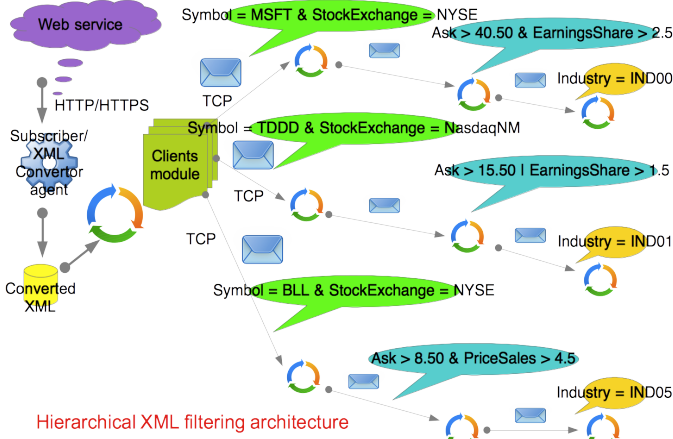 Web service
HTTP/HTTPS
Subscriber/
XML
Convertor
agent
Converted
XML
Clients
module
TCP
TCP
TCP
Symbol = MSFT & StockExchange = NYSE
Ask > 40.50 & EarningsShare > 2.5
Industry = IND00
Symbol = TDDD & StockExchange = NasdaqNM
Ask > 15.50 | EarningsShare > 1.5
Industry = IND01
Symbol = BLL & StockExchange = NYSE
Ask > 8.50 & PriceSales > 4.5
Industry = IND05
Hierarchical XML filtering architecture